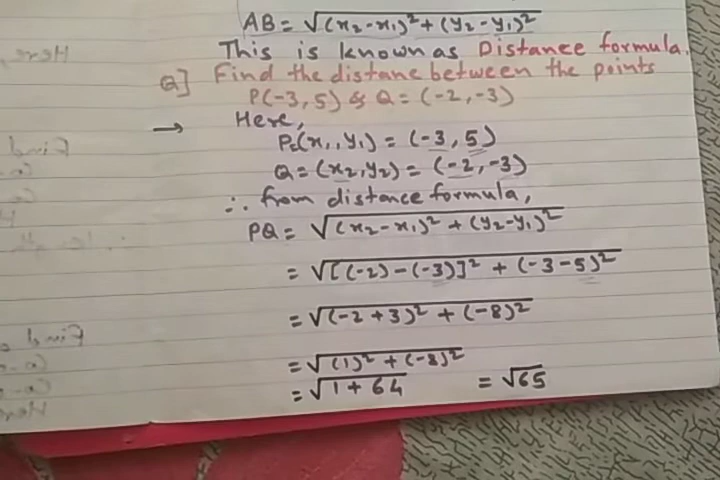 AB = √(x₂-x₁)² + (y₂-y₁)²
This is known as Distance formula.
Q] Find the distane between the points
P(-3,5) & Q = (-2,-3)
→ Here,
P=(x₁, y₁) = (-3, 5)
Q = (x₂, y₂) = (-2, -3)
∴ from distance formula,
PQ = √(x₂-x₁)² + (y₂-y₁)²
= √[(-2)-(-3)]² + (-3-5)²
= √(-2+3)² + (-8)²
= √(1)² + (-8)²
= √1 + 64 = √65